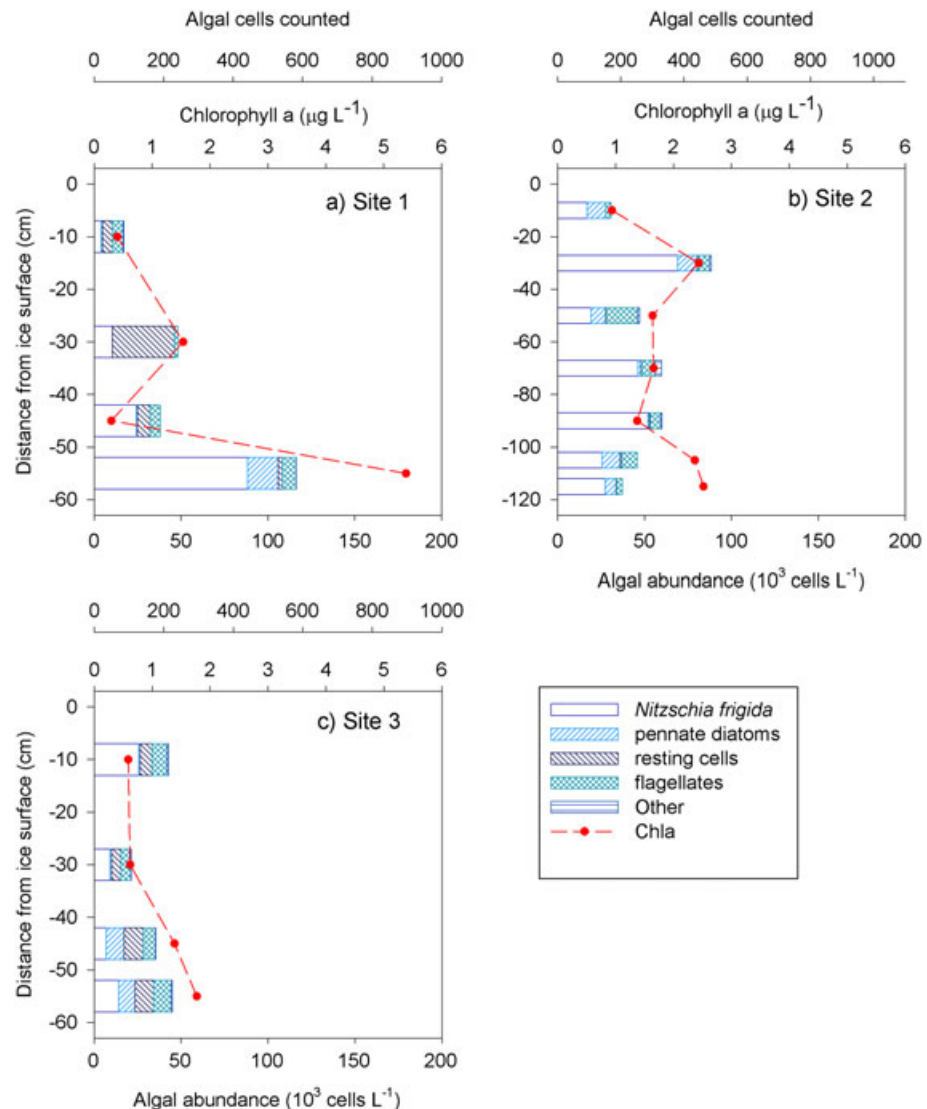 Algal cells counted
0 200 400 600 800 1000
Chlorophyll a (µg L-1)
0 1 2 3 4 5 6
a) Site 1
Distance from ice surface (cm)
0
-10
-20
-30
-40
-50
-60
0 50 100 150 200
Algal cells counted
0 200 400 600 800 1000
Chlorophyll a (µg L-1)
0 1 2 3 4 5 6
b) Site 2
0
-20
-40
-60
-80
-100
-120
0 50 100 150 200
Algal abundance (10³ cells L-1)
0 200 400 600 800 1000
0 1 2 3 4 5 6
c) Site 3
Distance from ice surface (cm)
0
-10
-20
-30
-40
-50
-60
0 50 100 150 200
Algal abundance (10³ cells L-1)
Nitzschia frigida
pennate diatoms
resting cells
flagellates
Other
Chla